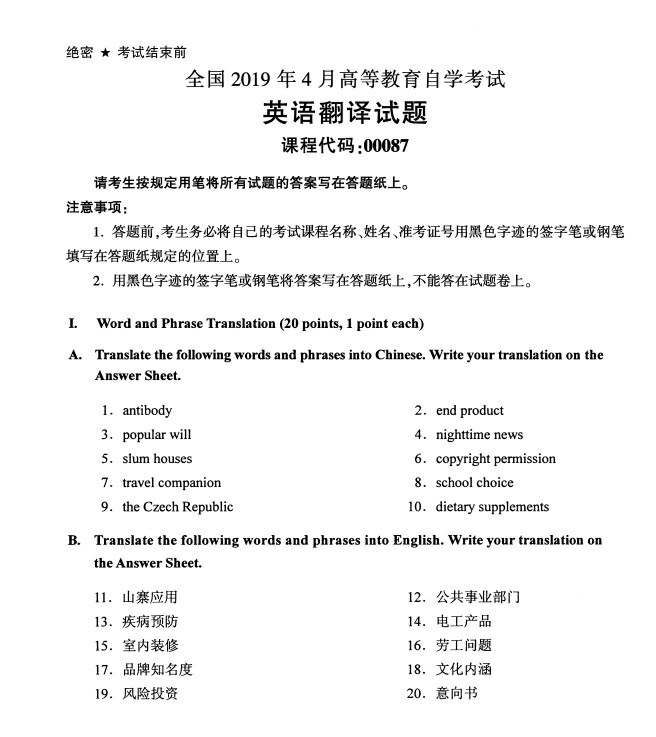 绝密 ★ 考试结束前
全国 2019 年 4 月高等教育自学考试
英语翻译试题
课程代码:00087
请考生按规定用笔将所有试题的答案写在答题纸上。
注意事项:
1. 答题前,考生务必将自己的考试课程名称、姓名、准考证号用黑色字迹的签字笔或钢笔
填写在答题纸规定的位置上。
2. 用黑色字迹的签字笔或钢笔将答案写在答题纸上,不能答在试题卷上。
I. Word and Phrase Translation (20 points, 1 point each)
A. Translate the following words and phrases into Chinese. Write your translation on the
Answer Sheet.
1. antibody 2. end product
3. popular will 4. nighttime news
5. slum houses 6. copyright permission
7. travel companion 8. school choice
9. the Czech Republic 10. dietary supplements
B. Translate the following words and phrases into English. Write your translation on
the Answer Sheet.
11. 山寨应用 12. 公共事业部门
13. 疾病预防 14. 电工产品
15. 室内装修 16. 劳工问题
17. 品牌知名度 18. 文化内涵
19. 风险投资 20. 意向书